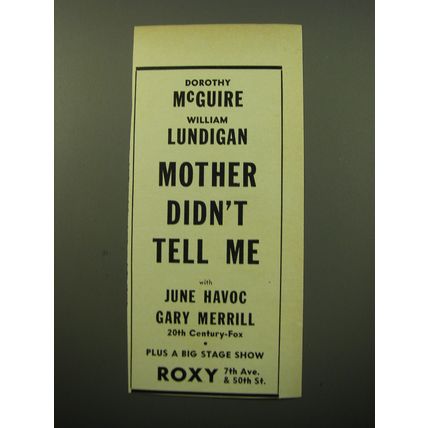 DOROTHY
McGUIRE
WILLIAM
LUNDIGAN
MOTHER
DIDN'T
TELL ME
with
JUNE HAVOC
GARY MERRILL
20th Century-Fox
•
PLUS A BIG STAGE SHOW
ROXY 7th Ave. & 50th St.